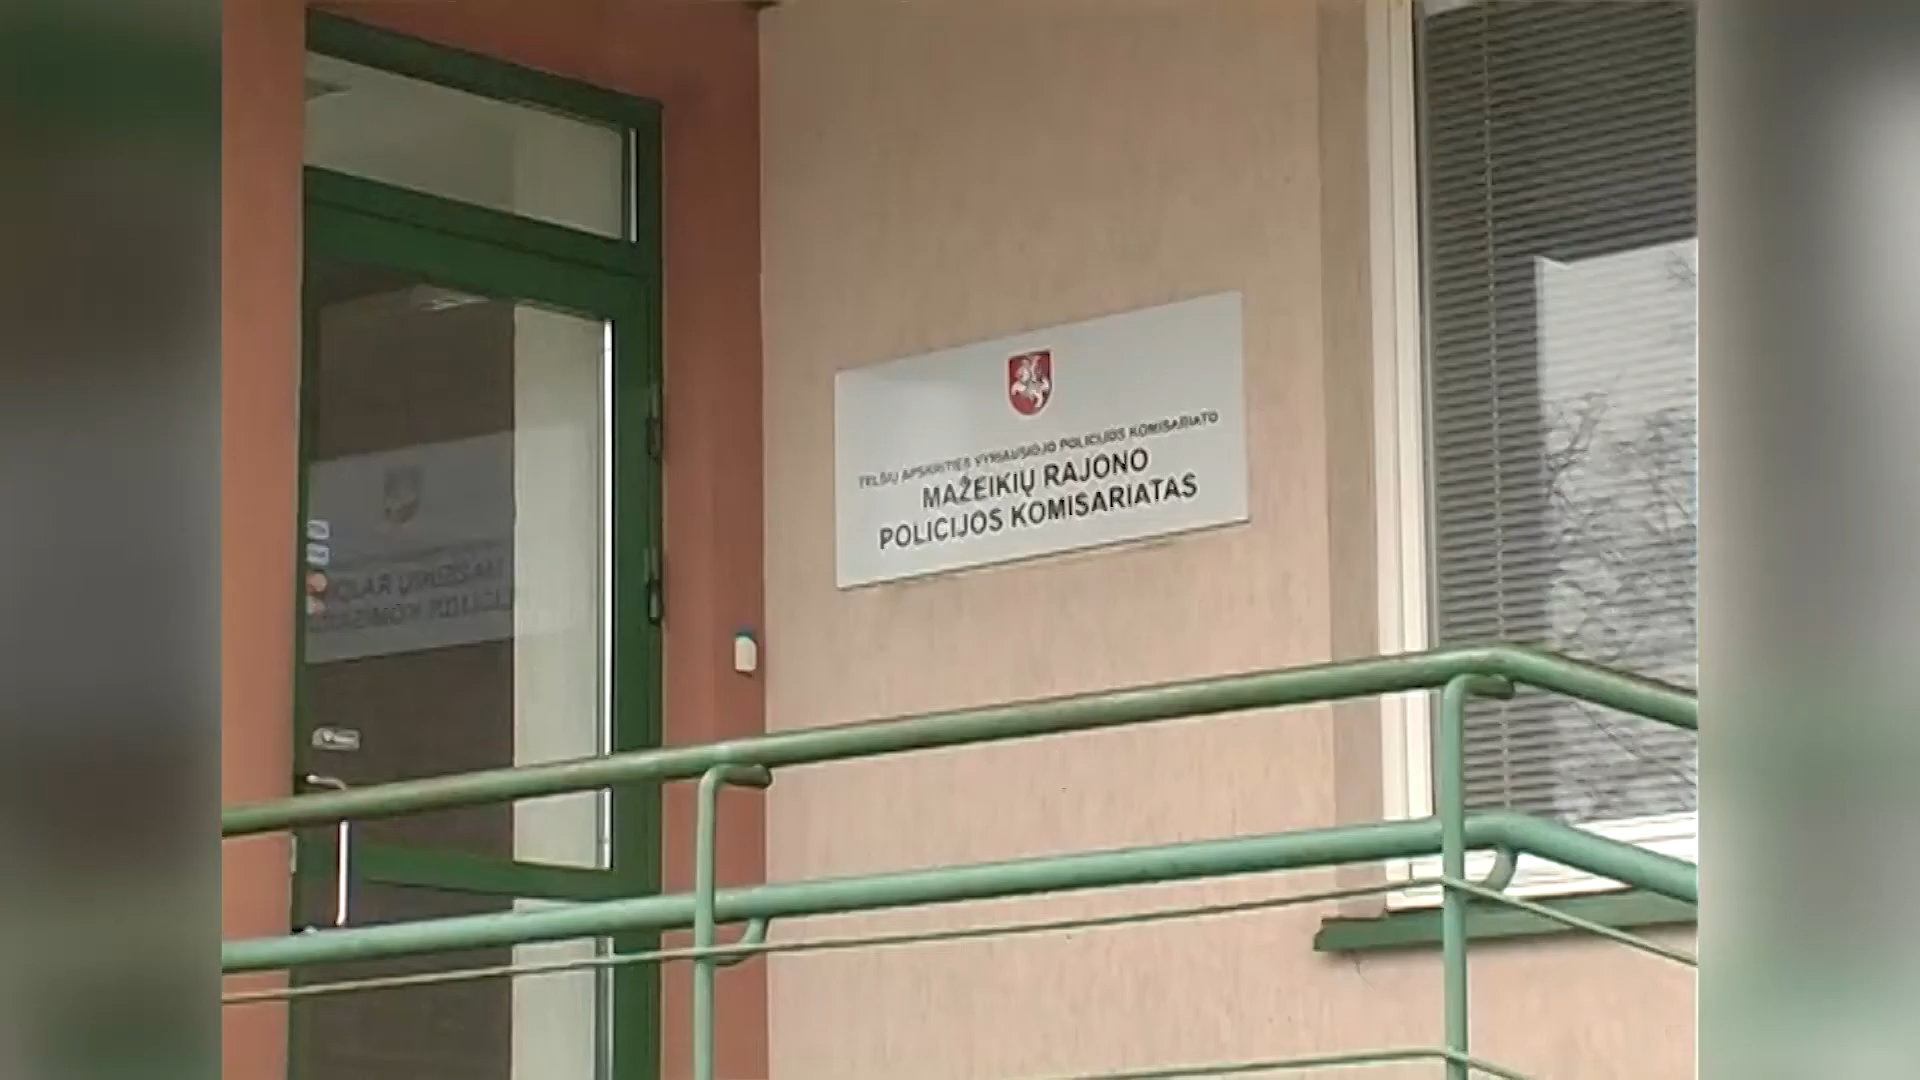 TELŠIŲ APSKRITIES VYRIAUSIOJO POLICIJOS KOMISARIATO
MAŽEIKIŲ RAJONO
POLICIJOS KOMISARIATAS